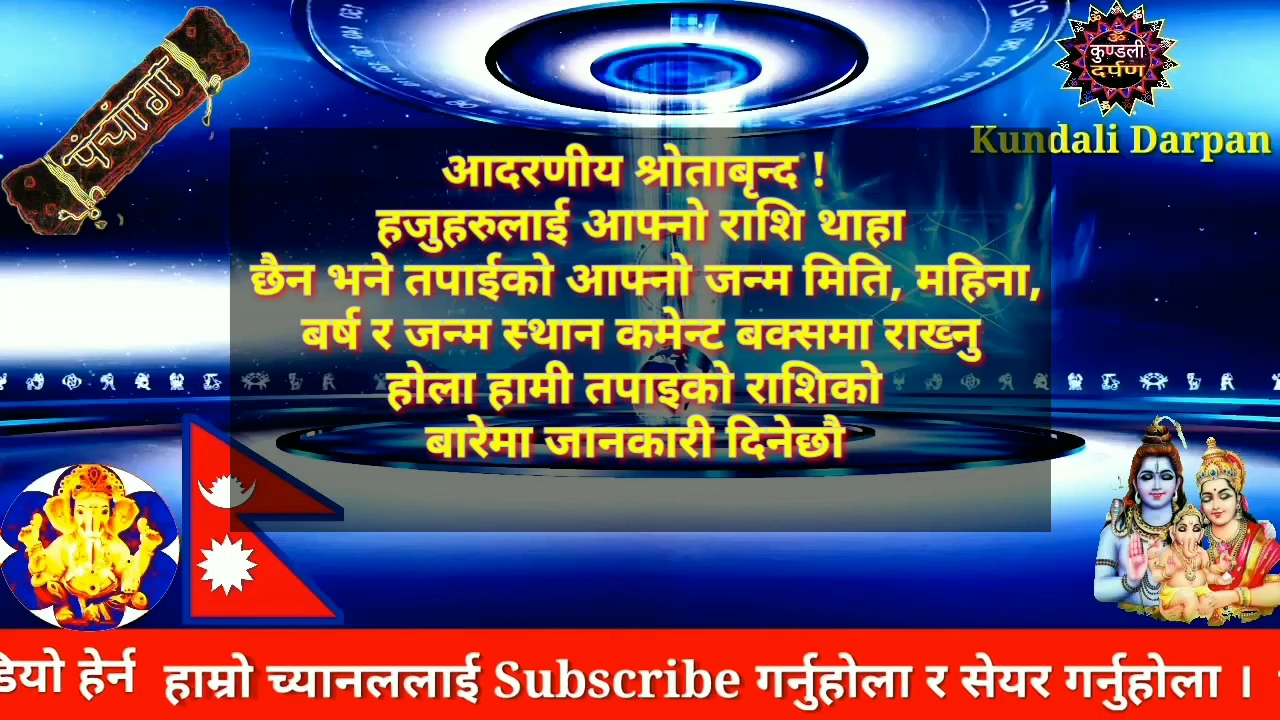 पंचांग
कुण्डली
दर्पण
Kundali Darpan
आदरणीय श्रोताबृन्द !
हजुहरुलाई आफ्नो राशि थाहा
छैन भने तपाईको आफ्नो जन्म मिति, महिना,
बर्ष र जन्म स्थान कमेन्ट बक्समा राख्नु
होला हामी तपाइको राशिको
बारेमा जानकारी दिनेछौ
हेर्न हाम्रो च्यानललाई Subscribe गर्नुहोला र सेयर गर्नुहोला ।